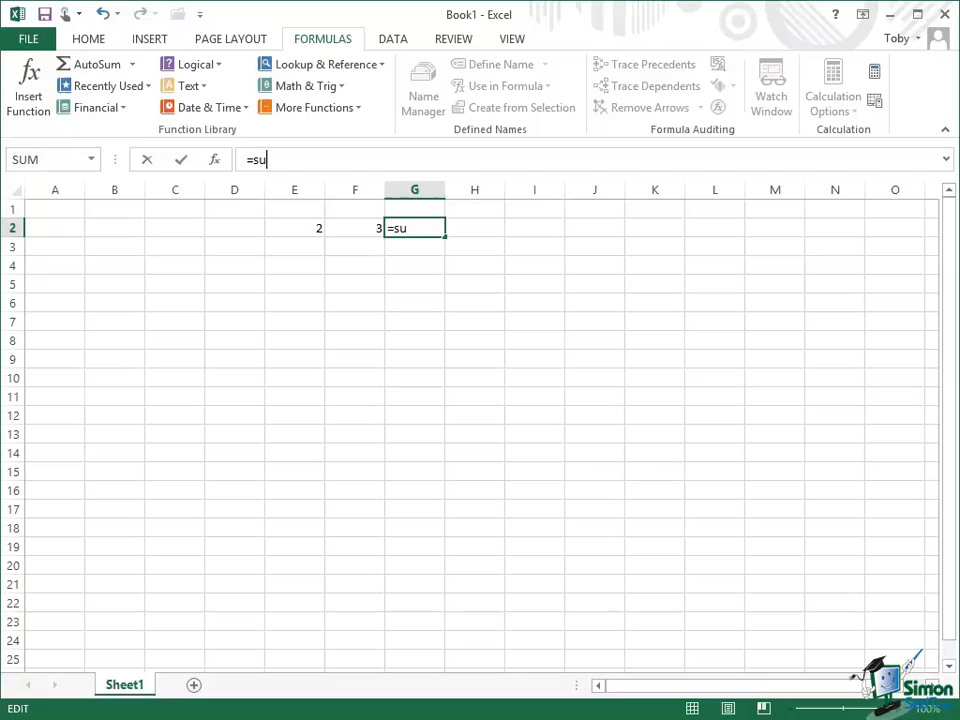 Book1 - Excel
?
FILE HOME INSERT PAGE LAYOUT FORMULAS DATA REVIEW VIEW Toby
fx Insert Function
Σ AutoSum
Recently Used
Financial
Logical
Text
Date & Time
Lookup & Reference
Math & Trig
More Functions
Function Library
Name Manager
Define Name
Use in Formula
Create from Selection
Defined Names
Trace Precedents
Trace Dependents
Remove Arrows
Formula Auditing
Watch Window
Calculation Options
Calculation
SUM fx =su
A B C D E F G H I J K L M N O
1
2 2 3 =su
3
4
5
6
7
8
9
10
11
12
13
14
15
16
17
18
19
20
21
22
23
24
25
Sheet1
Simon
EDIT 100%